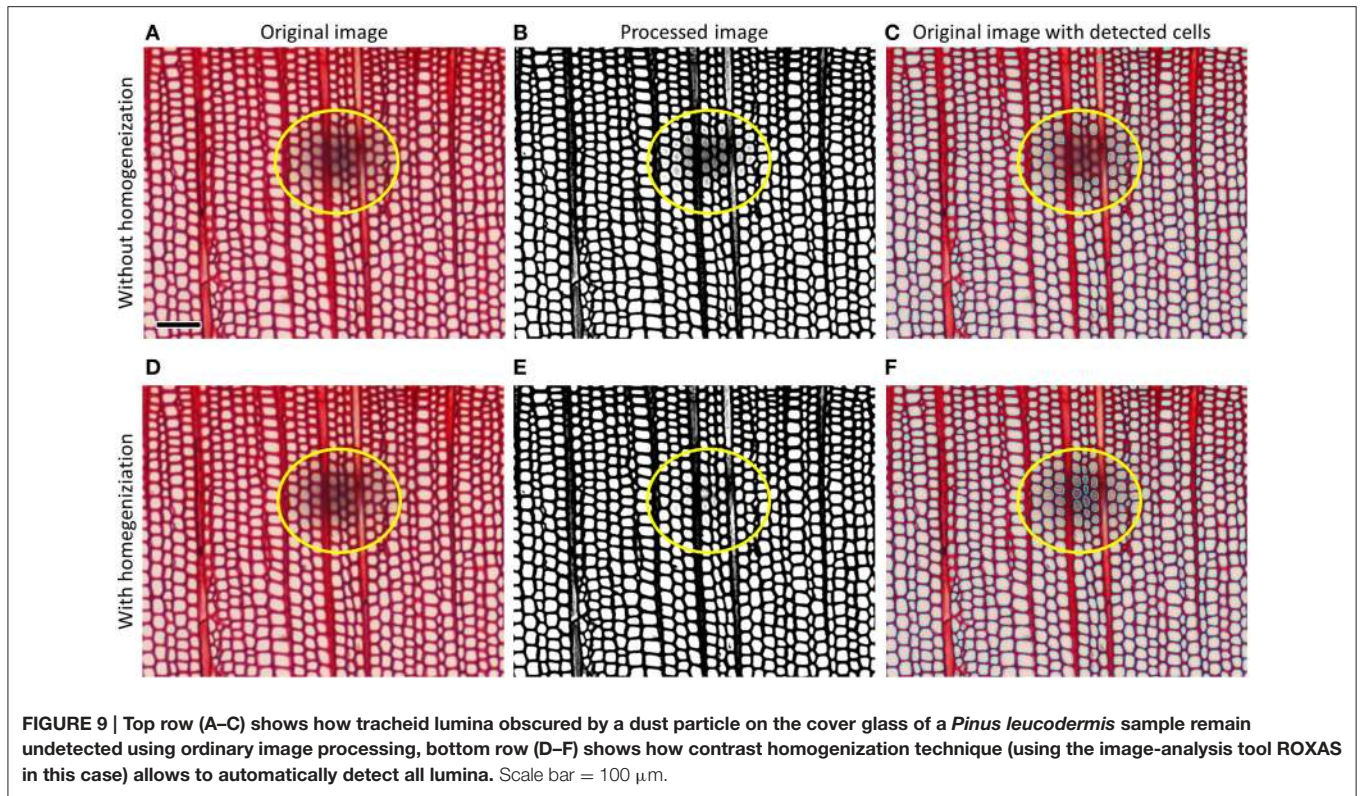 A Original image
B Processed image
C Original image with detected cells
Without homogeneization
D
E
F
With homegeniziation
FIGURE 9 | Top row (A–C) shows how tracheid lumina obscured by a dust particle on the cover glass of a Pinus leucodermis sample remain
undetected using ordinary image processing, bottom row (D–F) shows how contrast homogenization technique (using the image-analysis tool ROXAS
in this case) allows to automatically detect all lumina. Scale bar = 100 μm.